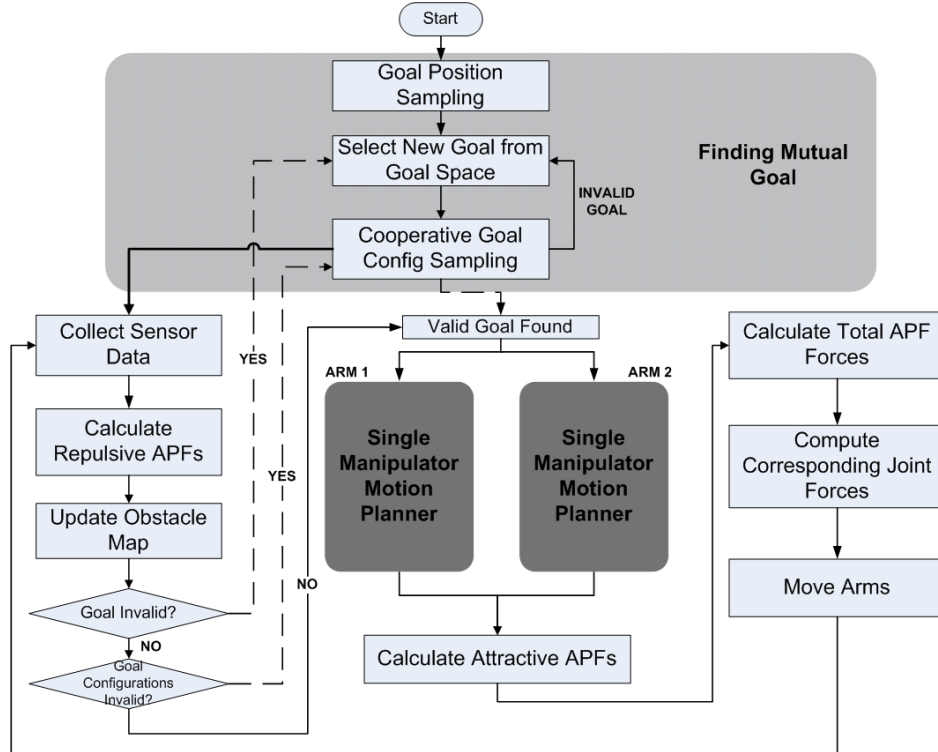 Start
Goal Position
Sampling
Select New Goal from
Goal Space
Finding Mutual
Goal
INVALID
GOAL
Cooperative Goal
Config Sampling
Collect Sensor
Data
YES
Valid Goal Found
Calculate Total APF
Forces
ARM 1
ARM 2
Calculate
Repulsive APFs
YES
Single
Manipulator
Motion
Planner
Single
Manipulator
Motion
Planner
Compute
Corresponding Joint
Forces
Update Obstacle
Map
NO
Move Arms
Goal Invalid?
NO
Calculate Attractive APFs
Goal
Configurations
Invalid?